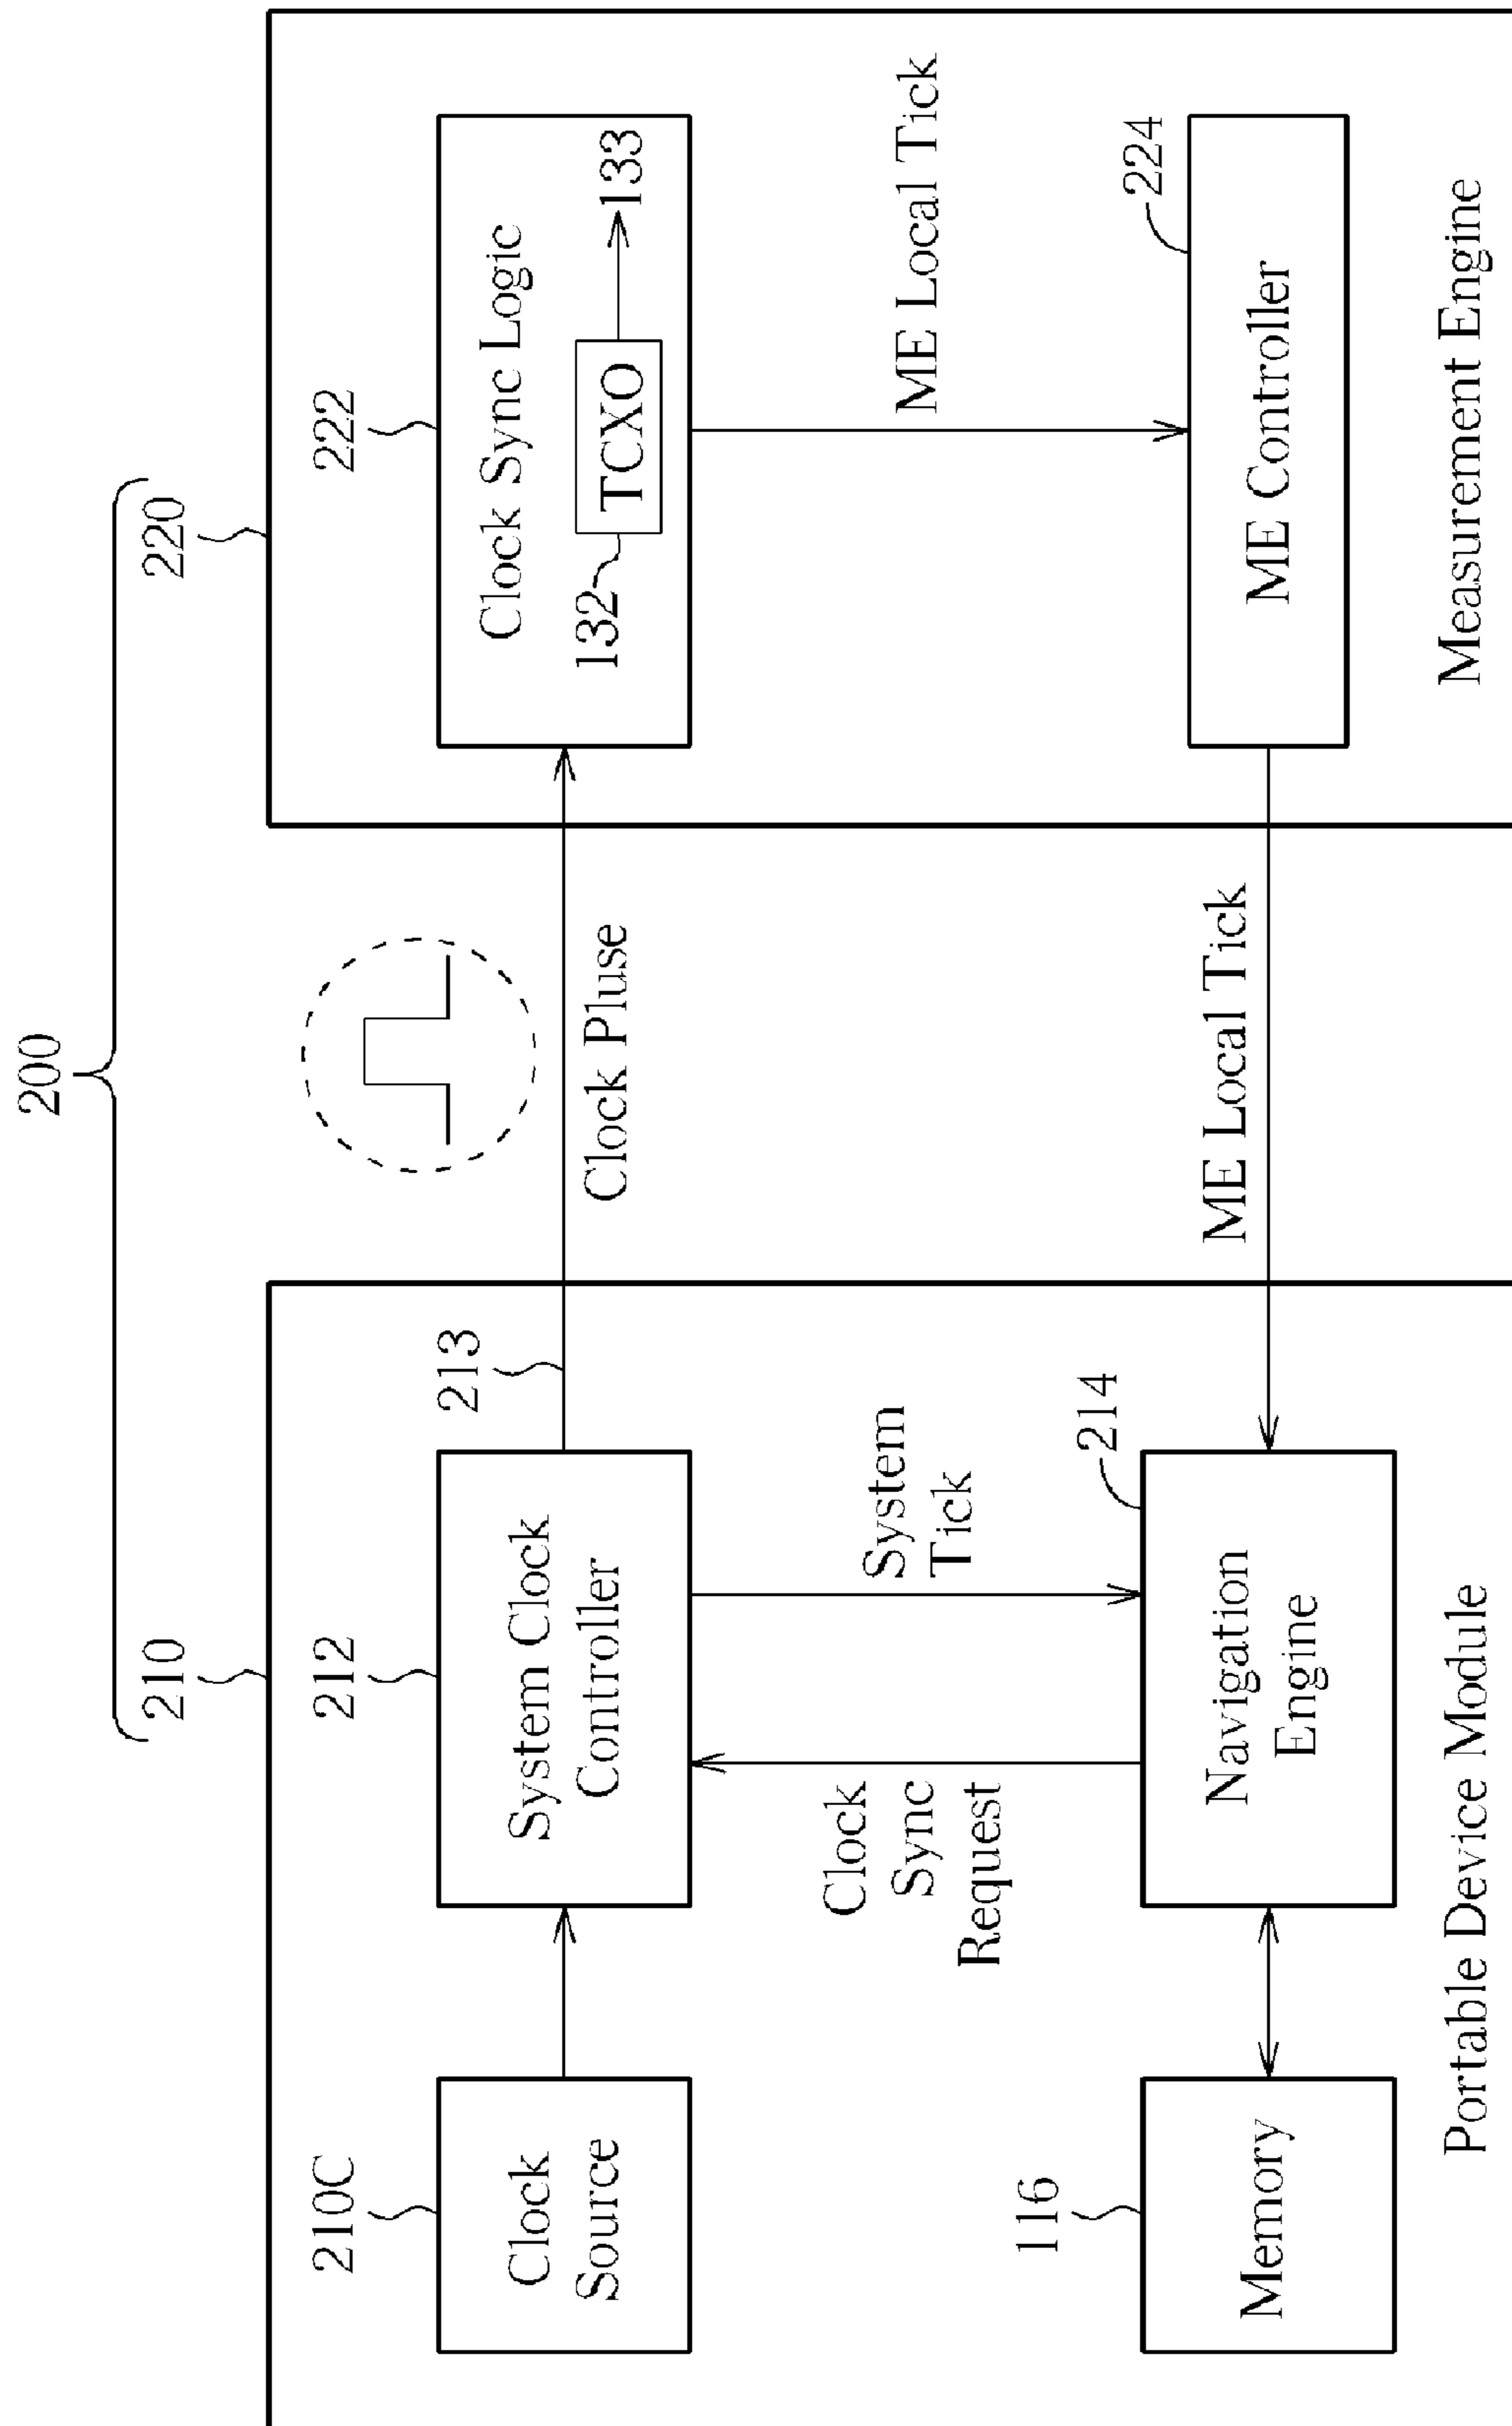 200
210
220
210C
212
213
222
Clock
Source
System Clock
Controller
Clock Pluse
Clock Sync Logic
132
TCXO
133
Clock
Sync
Request
System
Tick
ME Local Tick
116
214
224
Memory
Navigation
Engine
ME Local Tick
ME Controller
Portable Device Module
Measurement Engine